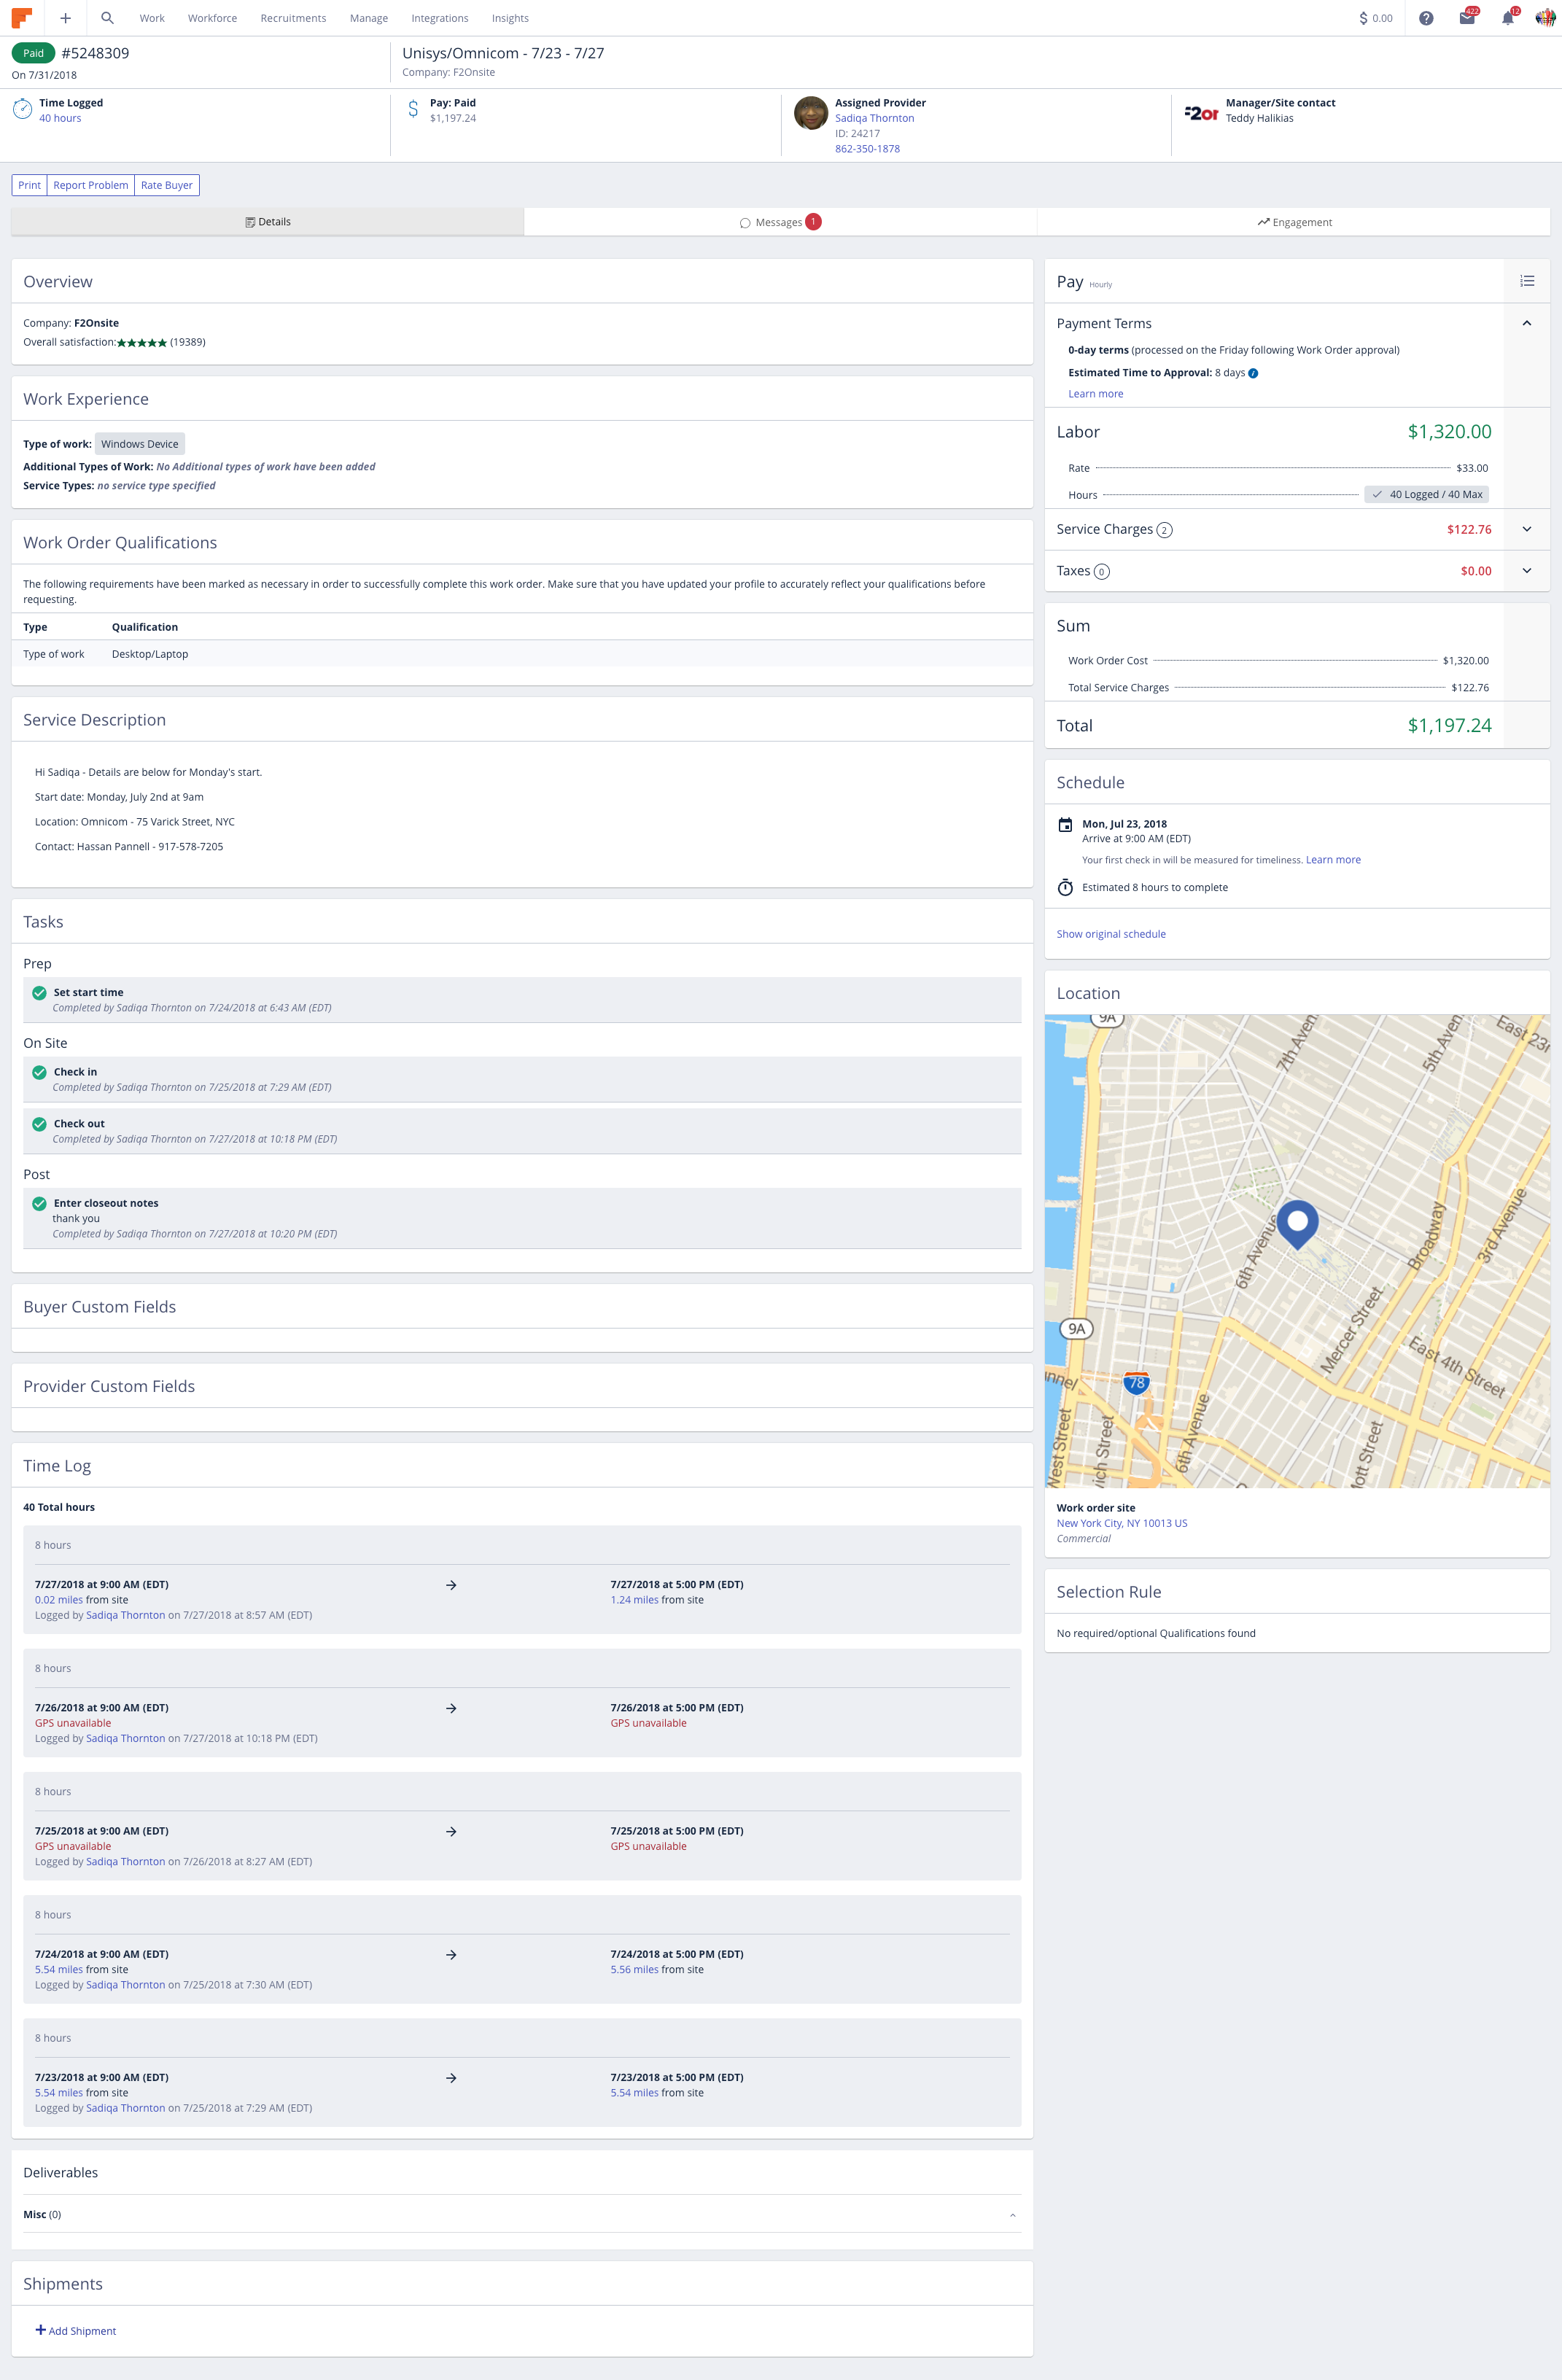 Work Workforce Recruitments Manage Integrations Insights $ 0.00 422 12
Paid #5248309
On 7/31/2018
Unisys/Omnicom - 7/23 - 7/27
Company: F2Onsite
Time Logged
40 hours
Pay: Paid
$1,197.24
Assigned Provider
Sadiqa Thornton
ID: 24217
862-350-1878
Manager/Site contact
Teddy Halikias
Print Report Problem Rate Buyer
Details Messages 1 Engagement
Overview
Company: F2Onsite
Overall satisfaction: ★★★★★ (19389)
Work Experience
Type of work: Windows Device
Additional Types of Work: No Additional types of work have been added
Service Types: no service type specified
Work Order Qualifications
The following requirements have been marked as necessary in order to successfully complete this work order. Make sure that you have updated your profile to accurately reflect your qualifications before
requesting.
Type Qualification
Type of work Desktop/Laptop
Service Description
Hi Sadiqa - Details are below for Monday's start.
Start date: Monday, July 2nd at 9am
Location: Omnicom - 75 Varick Street, NYC
Contact: Hassan Pannell - 917-578-7205
Tasks
Prep
Set start time
Completed by Sadiqa Thornton on 7/24/2018 at 6:43 AM (EDT)
On Site
Check in
Completed by Sadiqa Thornton on 7/25/2018 at 7:29 AM (EDT)
Check out
Completed by Sadiqa Thornton on 7/27/2018 at 10:18 PM (EDT)
Post
Enter closeout notes
thank you
Completed by Sadiqa Thornton on 7/27/2018 at 10:20 PM (EDT)
Buyer Custom Fields
Provider Custom Fields
Time Log
40 Total hours
8 hours
7/27/2018 at 9:00 AM (EDT) → 7/27/2018 at 5:00 PM (EDT)
0.02 miles from site 1.24 miles from site
Logged by Sadiqa Thornton on 7/27/2018 at 8:57 AM (EDT)
8 hours
7/26/2018 at 9:00 AM (EDT) → 7/26/2018 at 5:00 PM (EDT)
GPS unavailable GPS unavailable
Logged by Sadiqa Thornton on 7/27/2018 at 10:18 PM (EDT)
8 hours
7/25/2018 at 9:00 AM (EDT) → 7/25/2018 at 5:00 PM (EDT)
GPS unavailable GPS unavailable
Logged by Sadiqa Thornton on 7/26/2018 at 8:27 AM (EDT)
8 hours
7/24/2018 at 9:00 AM (EDT) → 7/24/2018 at 5:00 PM (EDT)
5.54 miles from site 5.56 miles from site
Logged by Sadiqa Thornton on 7/25/2018 at 7:30 AM (EDT)
8 hours
7/23/2018 at 9:00 AM (EDT) → 7/23/2018 at 5:00 PM (EDT)
5.54 miles from site 5.54 miles from site
Logged by Sadiqa Thornton on 7/25/2018 at 7:29 AM (EDT)
Deliverables
Misc (0)
Shipments
+ Add Shipment
Pay Hourly
Payment Terms
0-day terms (processed on the Friday following Work Order approval)
Estimated Time to Approval: 8 days
Learn more
Labor $1,320.00
Rate $33.00
Hours 40 Logged / 40 Max
Service Charges 2 $122.76
Taxes 0 $0.00
Sum
Work Order Cost $1,320.00
Total Service Charges $122.76
Total $1,197.24
Schedule
Mon, Jul 23, 2018
Arrive at 9:00 AM (EDT)
Your first check in will be measured for timeliness. Learn more
Estimated 8 hours to complete
Show original schedule
Location
9A
7th Aven
5th Aven
East 23r
6th Avenue
Broadway
3rd Avenue
9A
Mercer Street
East 4th Street
nnel
78
West Street
ich Street
6th Avenue
ott Street
Work order site
New York City, NY 10013 US
Commercial
Selection Rule
No required/optional Qualifications found